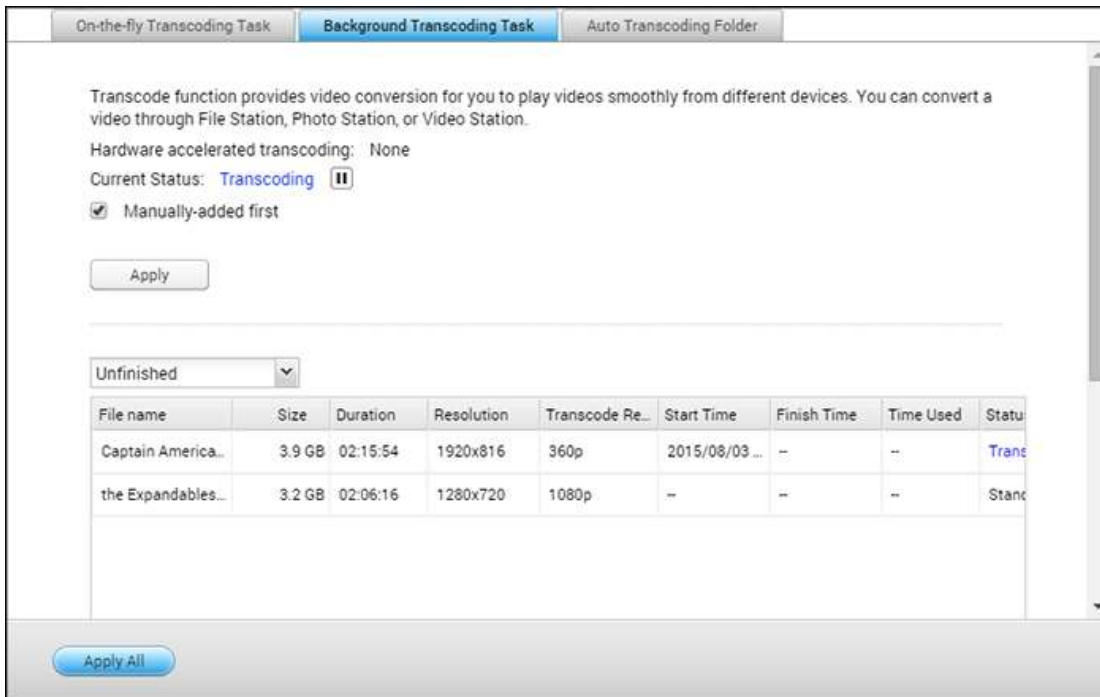 On-the-fly Transcoding Task Background Transcoding Task Auto Transcoding Folder
Transcode function provides video conversion for you to play videos smoothly from different devices. You can convert a
video through File Station, Photo Station, or Video Station.
Hardware accelerated transcoding: None
Current Status: Transcoding
Manually-added first
Apply
Unfinished
File name Size Duration Resolution Transcode Re... Start Time Finish Time Time Used Statu
Captain America... 3.9 GB 02:15:54 1920x816 360p 2015/08/03 ... -- -- Trans
the Expandables... 3.2 GB 02:06:16 1280x720 1080p -- -- -- Stand
Apply All